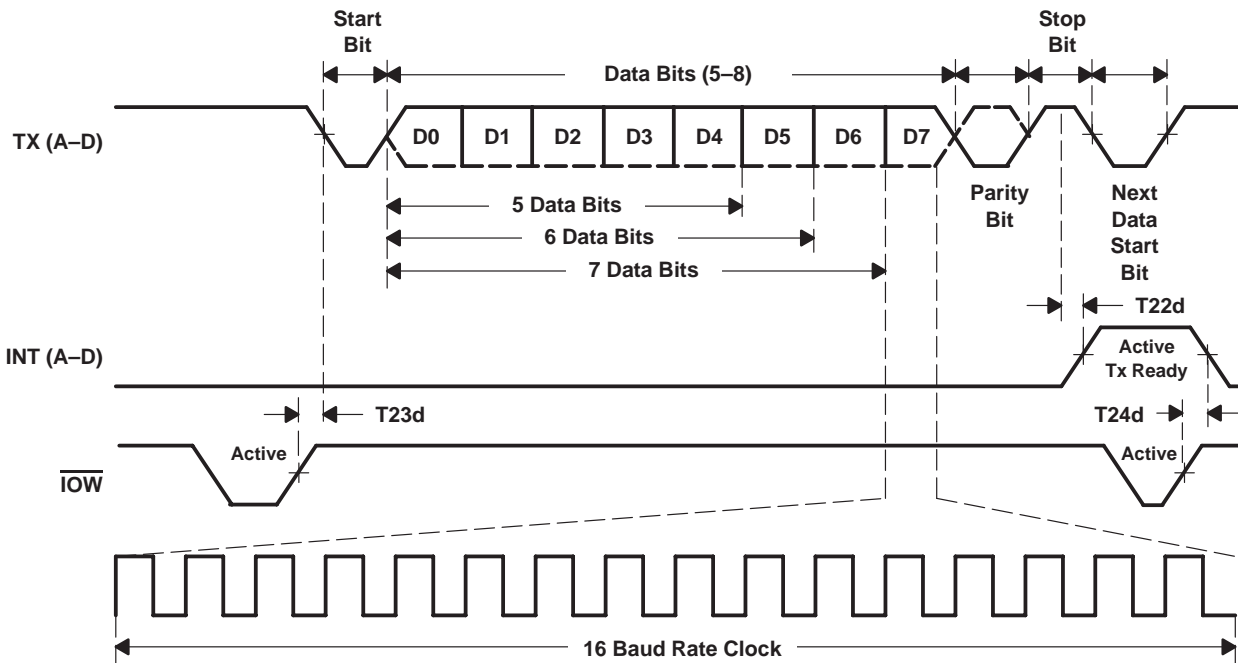 Start
Bit
Stop
Bit
Data Bits (5–8)
TX (A–D)
D0 D1 D2 D3 D4 D5 D6 D7
Parity
Bit
Next
Data
Start
Bit
5 Data Bits
6 Data Bits
7 Data Bits
T22d
INT (A–D)
Active
Tx Ready
T23d
T24d
IOW
Active
Active
16 Baud Rate Clock